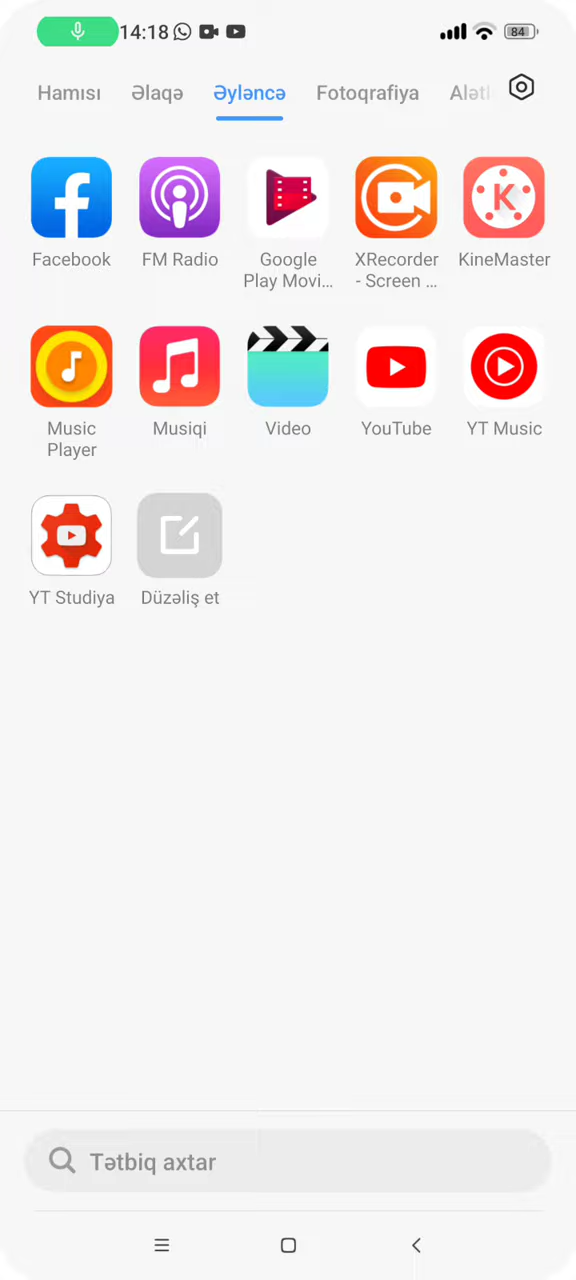 14:18
84
Hamısı Əlaqə Əyləncə Fotoqrafiya Alətl
Facebook FM Radio Google Play Movi... XRecorder - Screen ... KineMaster
Music Player Musiqi Video YouTube YT Music
YT Studiya Düzəliş et
Tətbiq axtar